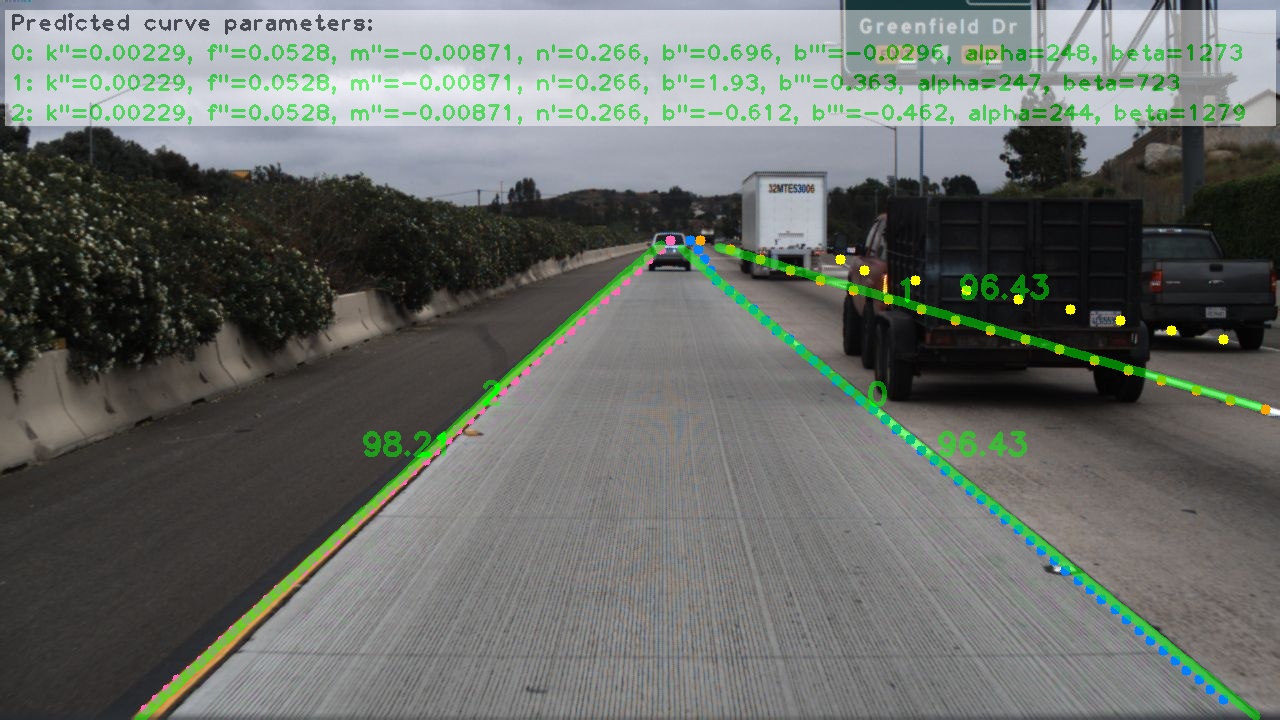 Predicted curve parameters:
Greenfield Dr
0: k''=0.00229, f''=0.0528, m''=-0.00871, n'=0.266, b''=0.696, b'''=-0.0296, alpha=248, beta=1273
1: k''=0.00229, f''=0.0528, m''=-0.00871, n'=0.266, b''=1.93, b'''=0.363, alpha=247, beta=723
2: k''=0.00229, f''=0.0528, m''=-0.00871, n'=0.266, b''=-0.612, b'''=-0.462, alpha=244, beta=1279
32MTE53006
1 96.43
2
0
98.21
96.43